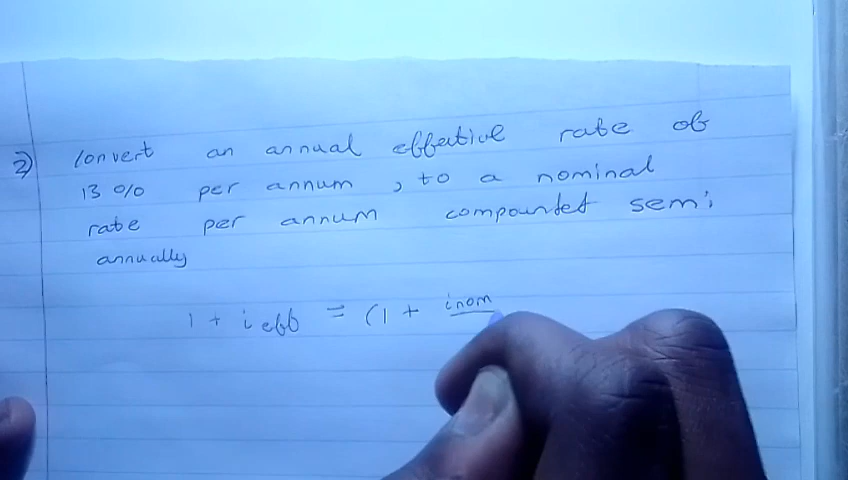 2) Convert an annual effective rate of
13 % per annum , to a nominal
rate per annum compounted semi
annually
1 + i eff = (1 + inom